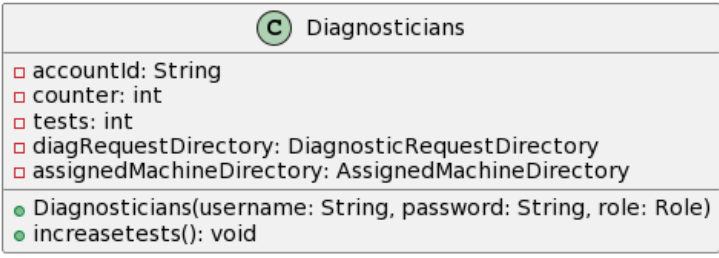 C Diagnosticians
accountId: String
counter: int
tests: int
diagRequestDirectory: DiagnosticRequestDirectory
assignedMachineDirectory: AssignedMachineDirectory
Diagnosticians(username: String, password: String, role: Role)
increasetests(): void